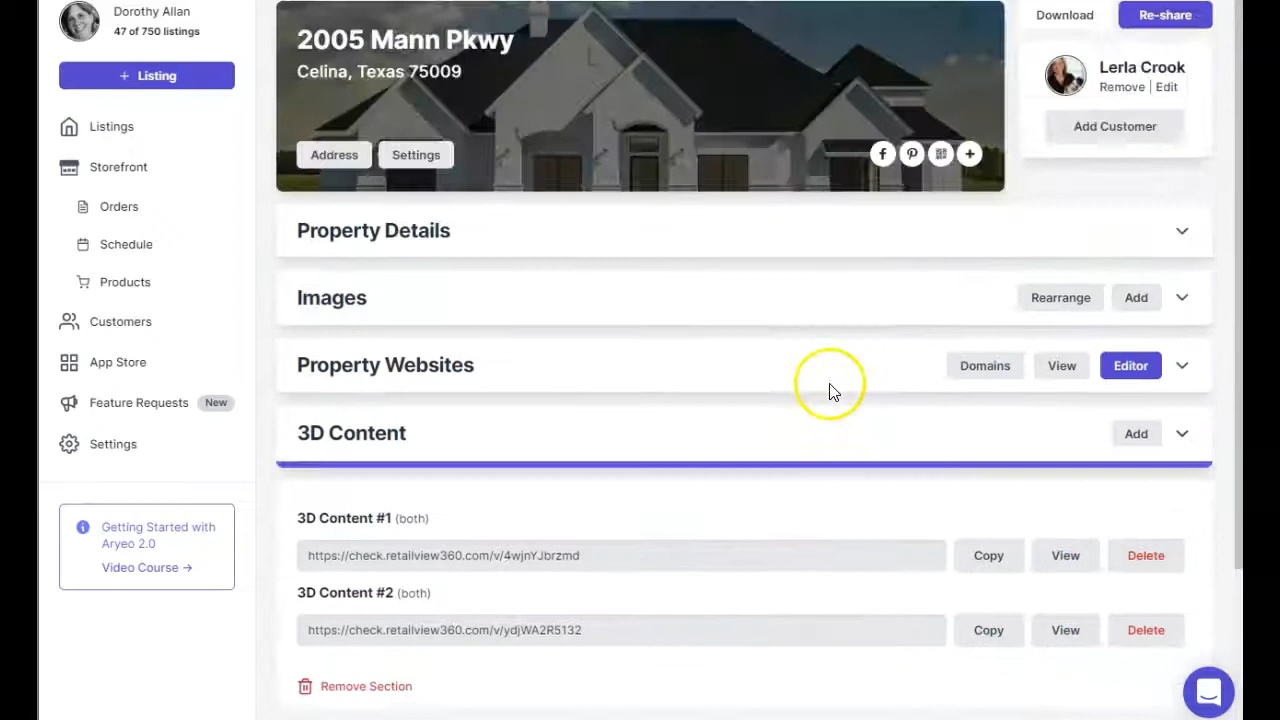 Dorothy Allan
47 of 750 listings
+ Listing
Listings
Storefront
Orders
Schedule
Products
Customers
App Store
Feature Requests New
Settings
Getting Started with
Aryeo 2.0
Video Course →
2005 Mann Pkwy
Celina, Texas 75009
Address Settings
Download Re-share
Lerla Crook
Remove | Edit
Add Customer
Property Details
Images Rearrange Add
Property Websites Domains View Editor
3D Content Add
3D Content #1 (both)
https://check.retailview360.com/v/4wjnYJbrzmd Copy View Delete
3D Content #2 (both)
https://check.retailview360.com/v/ydjWA2R5132 Copy View Delete
Remove Section